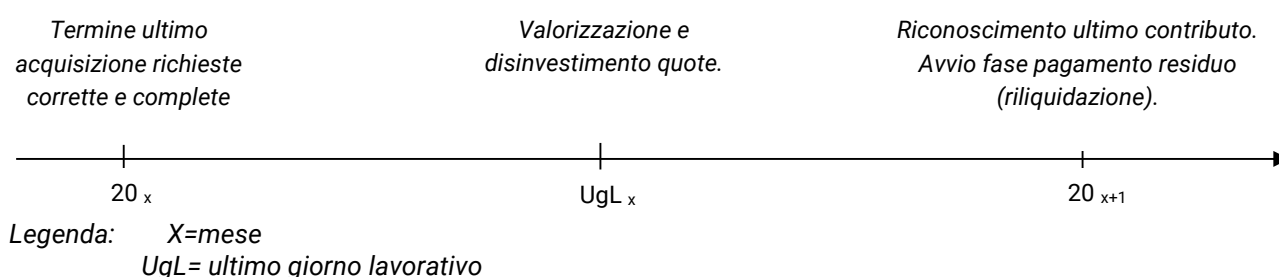 Termine ultimo
acquisizione richieste
corrette e complete
Valorizzazione e
disinvestimento quote.
Riconoscimento ultimo contributo.
Avvio fase pagamento residuo
(riliquidazione).
20 x
UgL x
20 x+1
Legenda: X=mese
UgL= ultimo giorno lavorativo